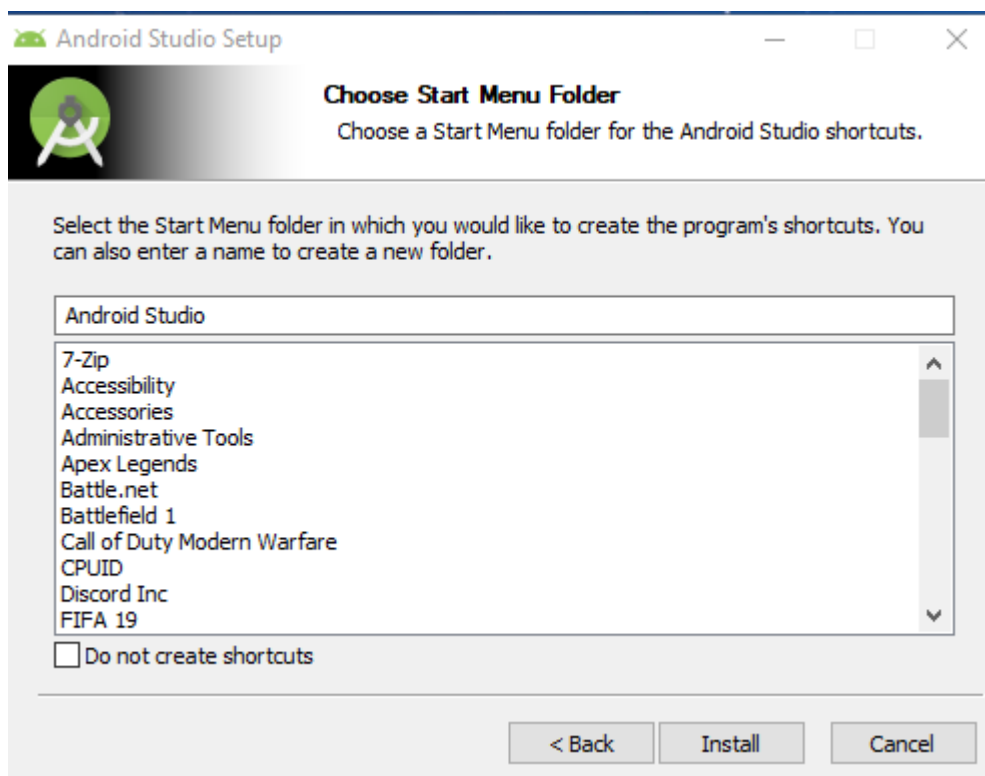 Android Studio Setup
Choose Start Menu Folder
Choose a Start Menu folder for the Android Studio shortcuts.
Select the Start Menu folder in which you would like to create the program's shortcuts. You
can also enter a name to create a new folder.
Android Studio
7-Zip
Accessibility
Accessories
Administrative Tools
Apex Legends
Battle.net
Battlefield 1
Call of Duty Modern Warfare
CPUID
Discord Inc
FIFA 19
Do not create shortcuts
< Back Install Cancel